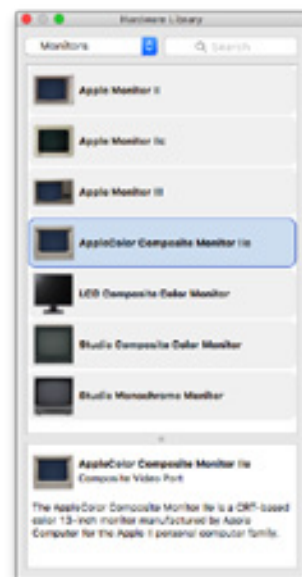 Hardware Library
Monitors
Search
Apple Monitor II
Apple Monitor IIc
Apple Monitor III
AppleColor Composite Monitor IIe
LCD Composite Color Monitor
Studio Composite Color Monitor
Studio Monochrome Monitor
AppleColor Composite Monitor IIe
Composite Video Port
The AppleColor Composite Monitor IIe is a CRT-based
color 13-inch monitor manufactured by Apple
Computer for the Apple II personal computer family.